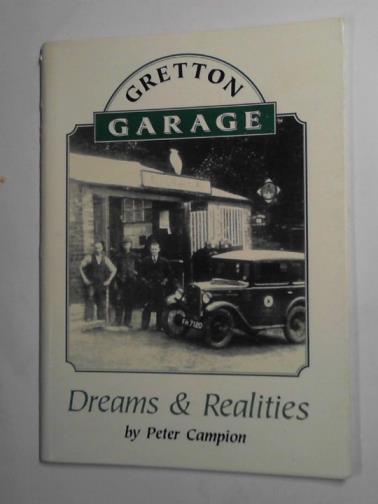 GRETTON
GARAGE
Dreams & Realities
by Peter Campion